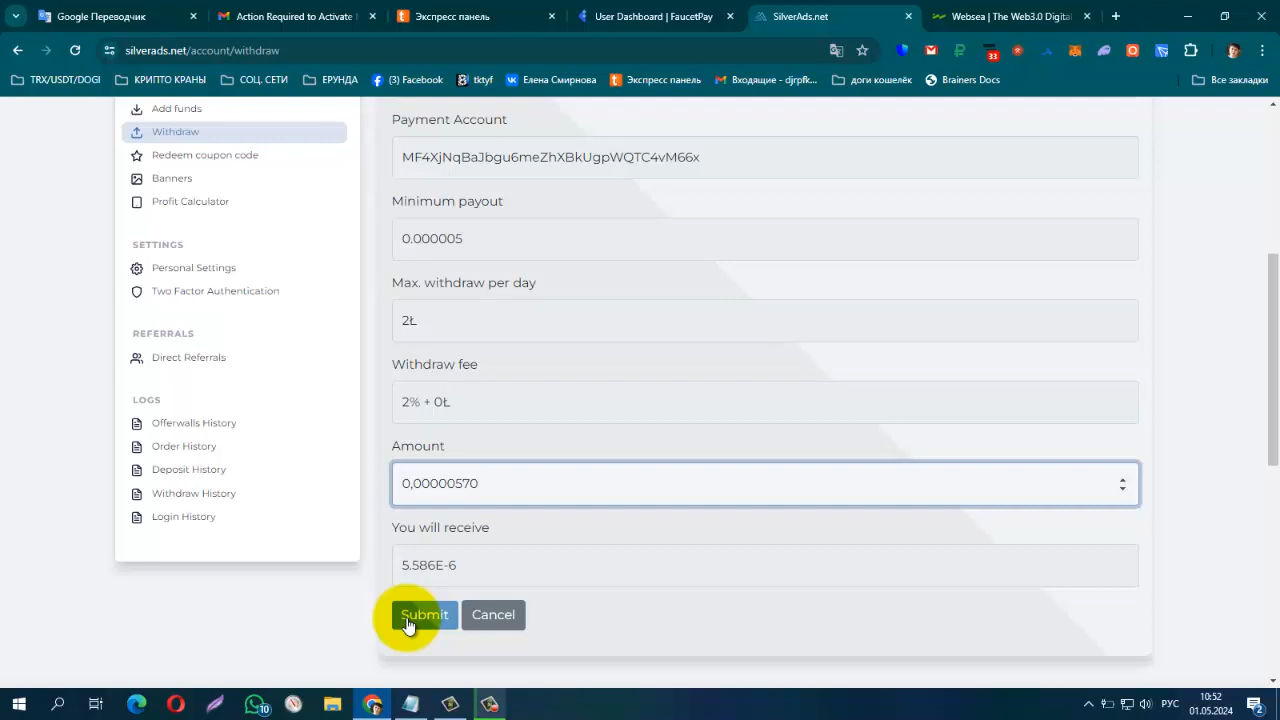 Google Переводчик
Action Required to Activate M
Экспресс панель
User Dashboard | FaucetPay
SilverAds.net
Websea | The Web3.0 Digital
silverads.net/account/withdraw
33
TRX/USDT/DOGI
КРИПТО КРАНЫ
СОЦ. СЕТИ
ЕРУНДА
(3) Facebook
tktyf
Елена Смирнова
Экспресс панель
Входящие - djrpfk...
доги кошелёк
Brainers Docs
Все закладки
Add funds
Withdraw
Redeem coupon code
Banners
Profit Calculator
SETTINGS
Personal Settings
Two Factor Authentication
REFERRALS
Direct Referrals
LOGS
Offerwalls History
Order History
Deposit History
Withdraw History
Login History
Payment Account
MF4XjNqBaJbgu6meZhXBkUgpWQTC4vM66x
Minimum payout
0.000005
Max. withdraw per day
2Ł
Withdraw fee
2% + 0Ł
Amount
0,00000570
You will receive
5.586E-6
Submit
Cancel
10
РУС
10:52
01.05.2024
2